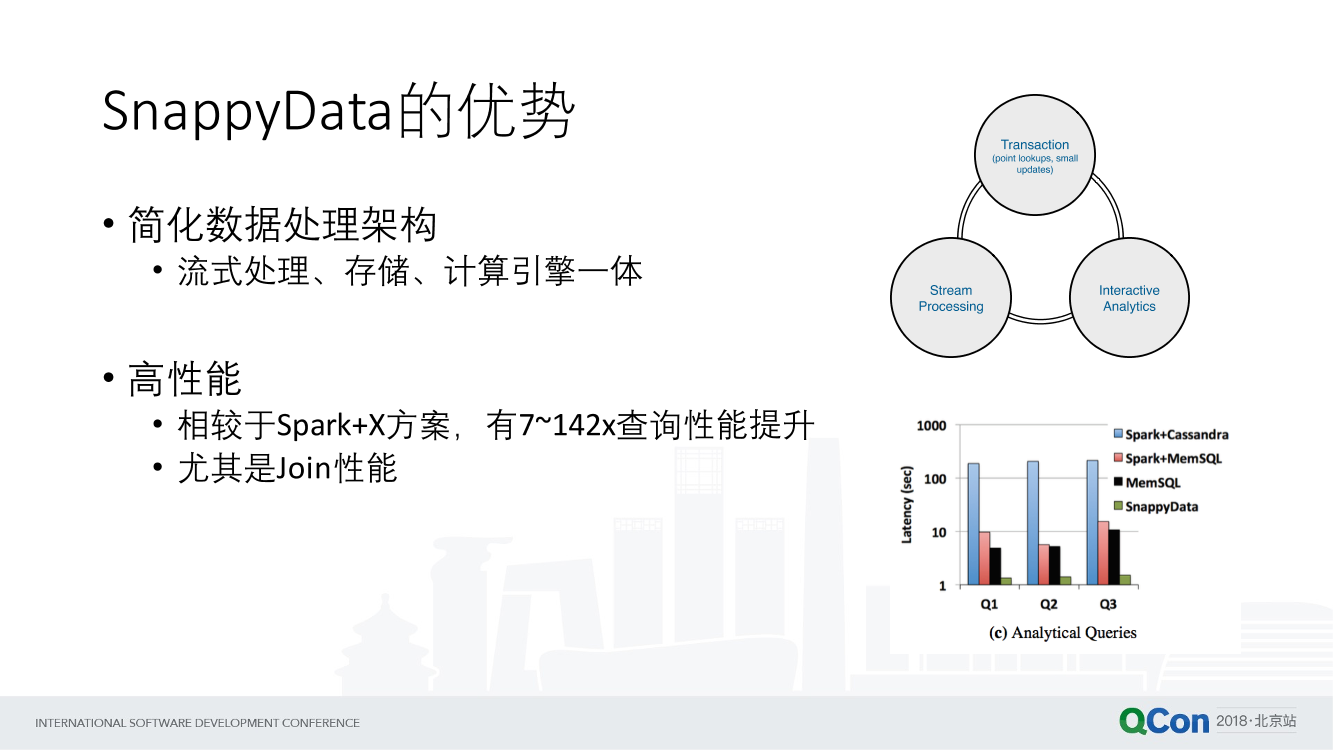 SnappyData的优势
• 简化数据处理架构
• 流式处理、存储、计算引擎一体
• 高性能
• 相较于Spark+X方案，有7~142x查询性能提升
• 尤其是Join性能
Transaction
(point lookups, small
updates)
Stream
Processing
Interactive
Analytics
1000
100
10
1
Latency (sec)
Spark+Cassandra
Spark+MemSQL
MemSQL
SnappyData
Q1 Q2 Q3
(c) Analytical Queries
INTERNATIONAL SOFTWARE DEVELOPMENT CONFERENCE
QCon 2018·北京站